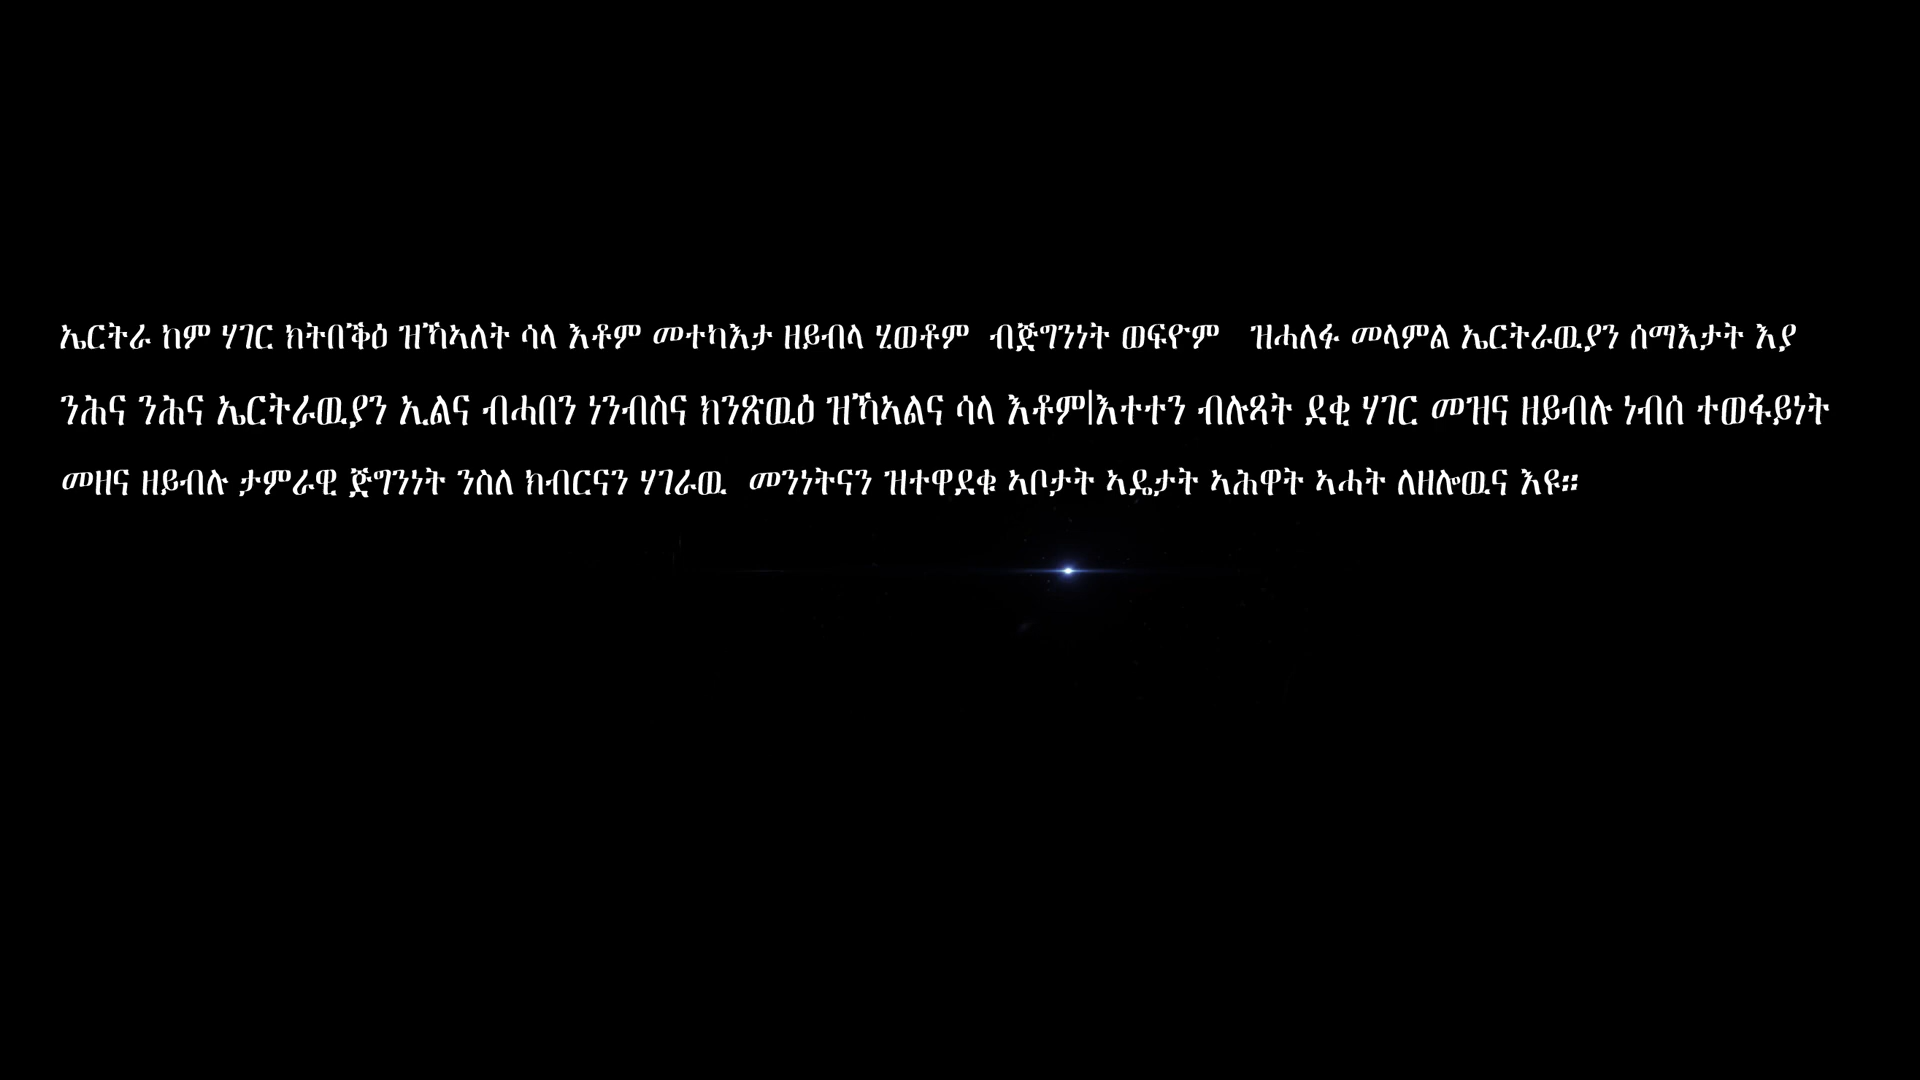 ኤርትራ ከም ሃገር ክትበቕዕ ዝኻኣለት ሳላ እቶም መተካእታ ዘይብላ ሂወቶም ብጅግንነት ወፍዮም ዝሓለፉ መላምል ኤርትራዉያን ሰማእታት እያ
ንሕና ንሕና ኤርትራዉያን ኢልና ብሓበን ነንብስና ክንጽዉዕ ዝኻኣልና ሳላ እቶም|እተተን ብሉጻት ደቂ ሃገር መዝና ዘይብሉ ነብሰ ተወፋይነት
መዘና ዘይብሉ ታምራዊ ጅግንነት ንስለ ክብርናን ሃገራዉ መንነትናን ዝተዋደቁ ኣቦታት ኣዴታት ኣሕዋት ኣሓት ለዘሎዉና እዩ።